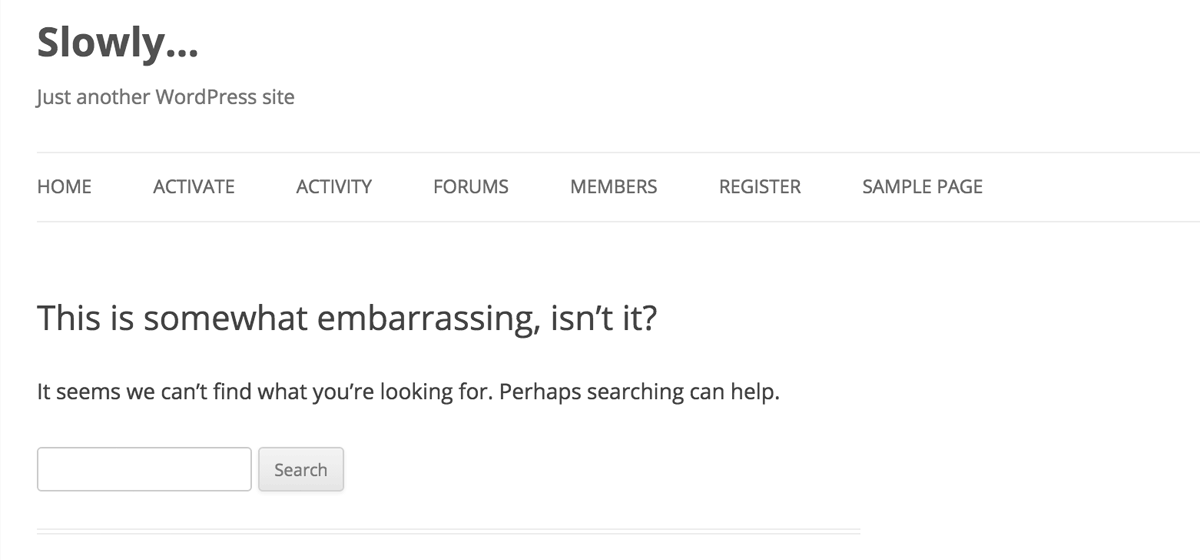 Slowly...
Just another WordPress site
HOME ACTIVATE ACTIVITY FORUMS MEMBERS REGISTER SAMPLE PAGE
This is somewhat embarrassing, isn’t it?
It seems we can’t find what you’re looking for. Perhaps searching can help.
Search